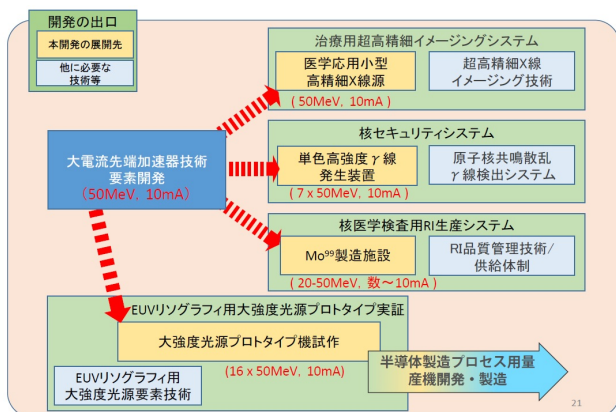 開発の出口
本開発の展開先
他に必要な
技術等
治療用超高精細イメージングシステム
医学応用小型
高精細X線源
超高精細X線
イメージング技術
( 50MeV, 10mA )
大電流先端加速器技術
要素開発
(50MeV, 10mA)
核セキュリティシステム
単色高強度γ線
発生装置
原子核共鳴散乱
γ線検出システム
( 7 x 50MeV, 10mA )
核医学検査用RI生産システム
Mo⁹⁹製造施設
RI品質管理技術/
供給体制
(20-50MeV, 数～10mA )
EUVリソグラフィ用大強度光源プロトタイプ実証
大強度光源プロトタイプ機試作
(16 x 50MeV, 10mA)
EUVリソグラフィ用
大強度光源要素技術
半導体製造プロセス用量
産機開発・製造
21